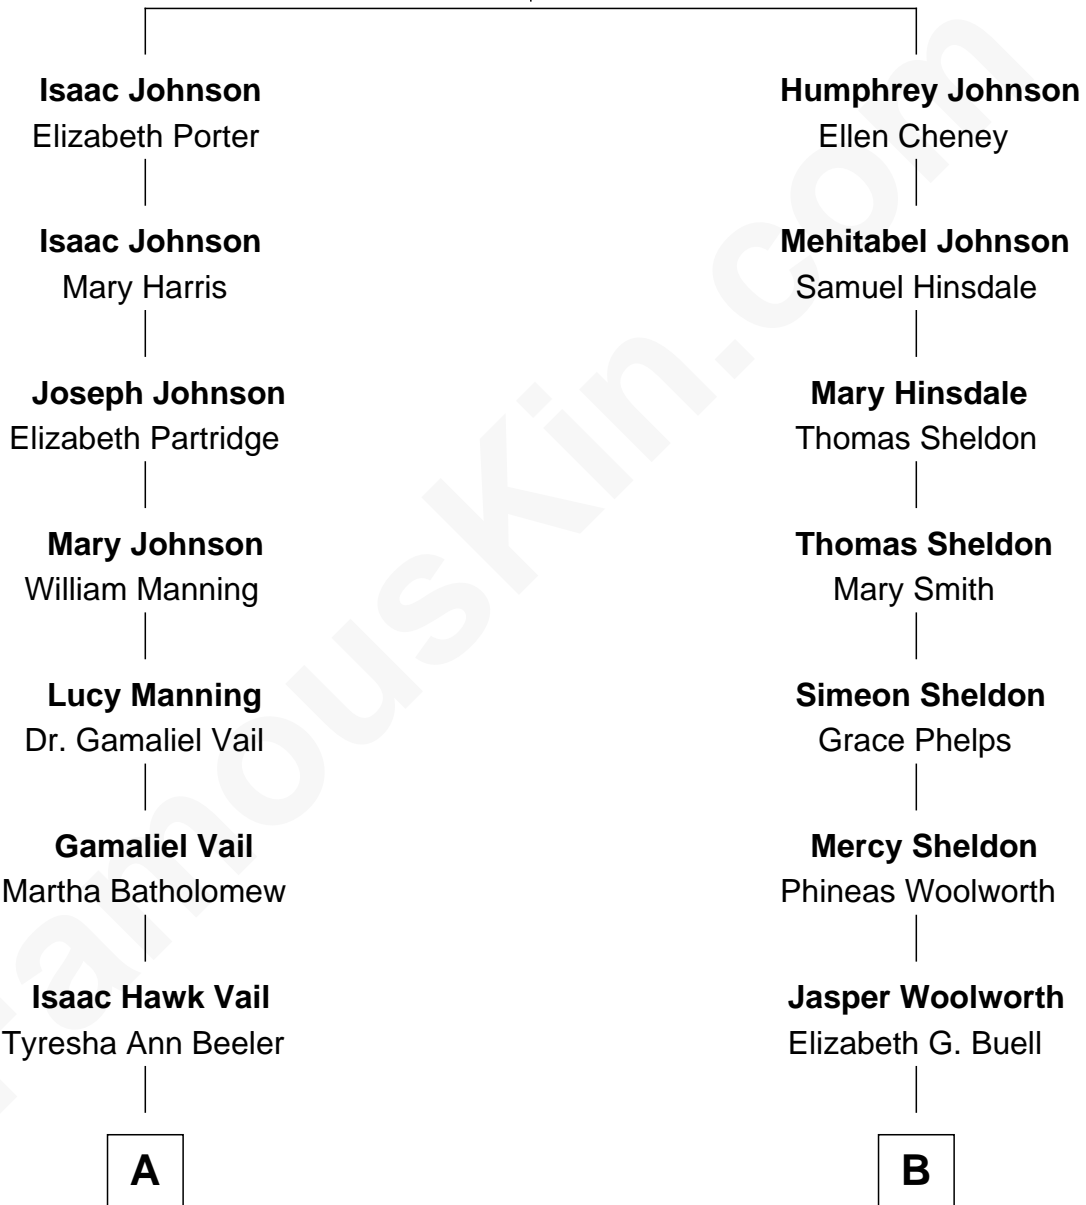 Isaac Johnson
Elizabeth Porter
Humphrey Johnson
Ellen Cheney
Isaac Johnson
Mary Harris
Mehitabel Johnson
Samuel Hinsdale
Joseph Johnson
Elizabeth Partridge
Mary Hinsdale
Thomas Sheldon
Mary Johnson
William Manning
Thomas Sheldon
Mary Smith
Lucy Manning
Dr. Gamaliel Vail
Simeon Sheldon
Grace Phelps
Gamaliel Vail
Martha Batholomew
Mercy Sheldon
Phineas Woolworth
Isaac Hawk Vail
Tyresha Ann Beeler
Jasper Woolworth
Elizabeth G. Buell
A
B
FamousKin.com